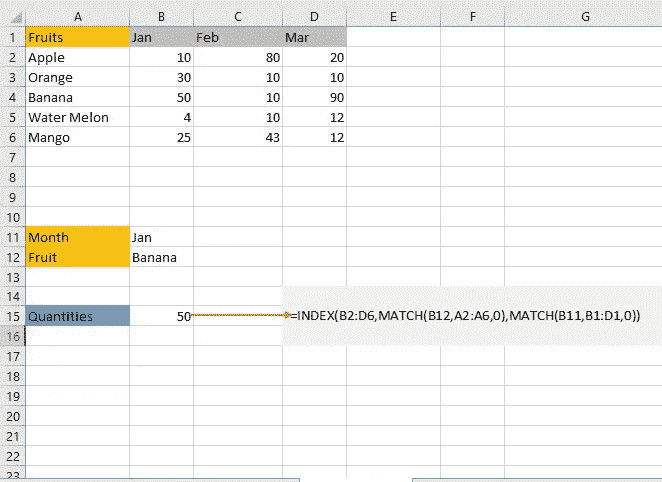 A B C D E F G
1 Fruits Jan Feb Mar
2 Apple 10 80 20
3 Orange 30 10 10
4 Banana 50 10 90
5 Water Melon 4 10 12
6 Mango 25 43 12
7
8
9
10
11 Month Jan
12 Fruit Banana
13
14
15 Quantities 50 =INDEX(B2:D6,MATCH(B12,A2:A6,0),MATCH(B11,B1:D1,0))
16
17
18
19
20
21
22
23